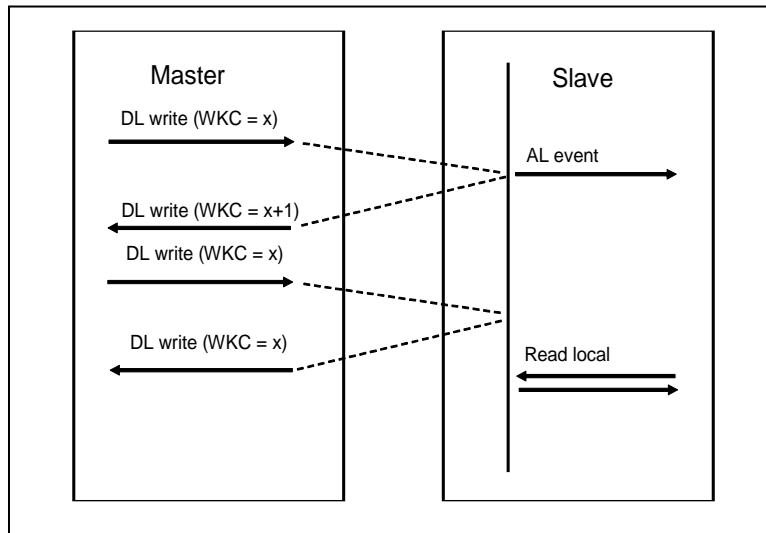 Master
Slave
DL write (WKC = x)
AL event
DL write (WKC = x+1)
DL write (WKC = x)
DL write (WKC = x)
Read local